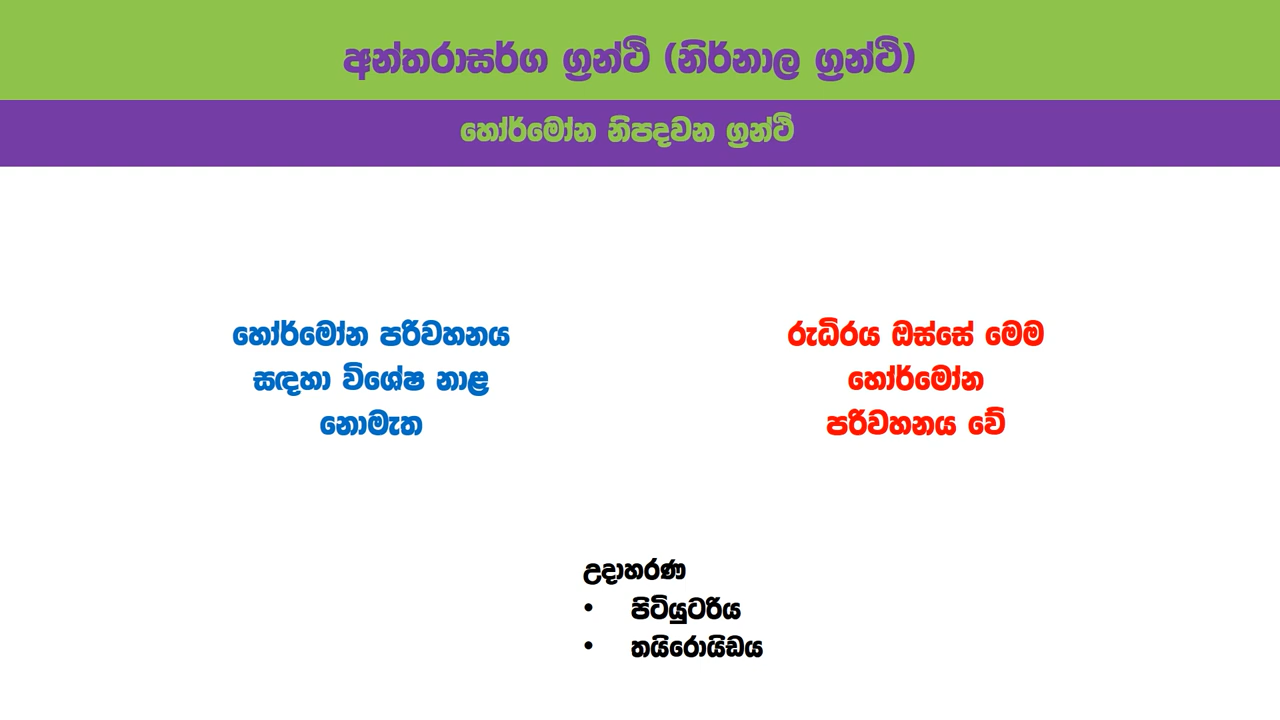 අන්තරාසර්ග ග්‍රන්ථි (නිර්නාල ග්‍රන්ථි)
හෝර්මෝන නිපදවන ග්‍රන්ථි
හෝර්මෝන පරිවහනය
සඳහා විශේෂ නාළ
නොමැත
රුධිරය ඔස්සේ මෙම
හෝර්මෝන
පරිවහනය වේ
උදාහරණ
• පිටියුටරිය
• තයිරොයිඩය